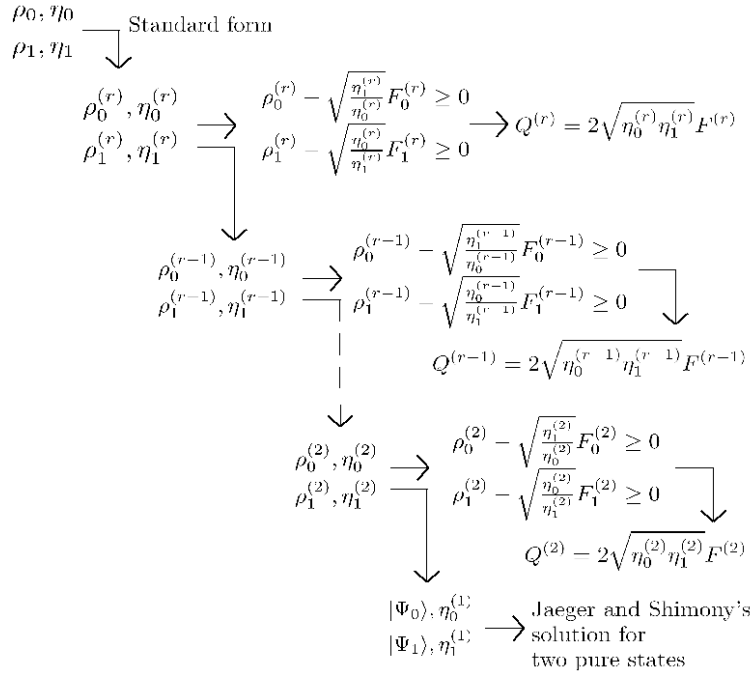 ρ₀, η₀
Standard form
ρ₁, η₁
ρ₀^(r), η₀^(r)
ρ₁^(r), η₁^(r)
ρ₀^(r) − √(η₁^(r)/η₀^(r)) F₀^(r) ≥ 0
ρ₁^(r) − √(η₀^(r)/η₁^(r)) F₁^(r) ≥ 0
Q^(r) = 2√(η₀^(r) η₁^(r)) F^(r)
ρ₀^(r−1), η₀^(r−1)
ρ₁^(r−1), η₁^(r−1)
ρ₀^(r−1) − √(η₁^(r−1)/η₀^(r−1)) F₀^(r−1) ≥ 0
ρ₁^(r−1) − √(η₀^(r−1)/η₁^(r−1)) F₁^(r−1) ≥ 0
Q^(r−1) = 2√(η₀^(r−1) η₁^(r−1)) F^(r−1)
ρ₀^(2), η₀^(2)
ρ₁^(2), η₁^(2)
ρ₀^(2) − √(η₁^(2)/η₀^(2)) F₀^(2) ≥ 0
ρ₁^(2) − √(η₀^(2)/η₁^(2)) F₁^(2) ≥ 0
Q^(2) = 2√(η₀^(2) η₁^(2)) F^(2)
|Ψ₀⟩, η₀^(1)
|Ψ₁⟩, η₁^(1)
Jaeger and Shimony's
solution for
two pure states